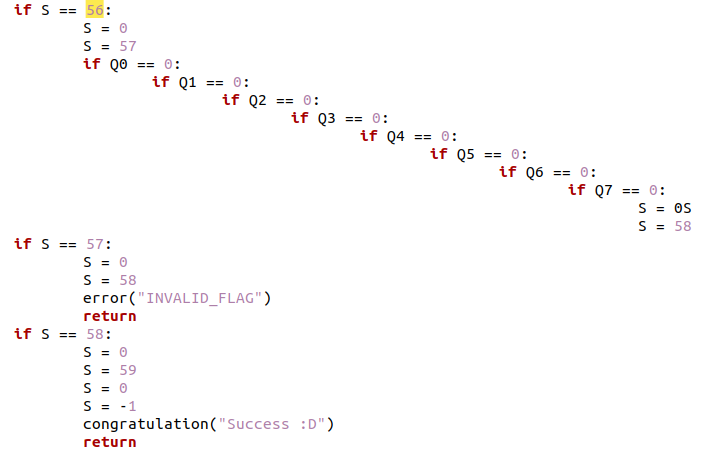 if S == 56:
S = 0
S = 57
if Q0 == 0:
if Q1 == 0:
if Q2 == 0:
if Q3 == 0:
if Q4 == 0:
if Q5 == 0:
if Q6 == 0:
if Q7 == 0:
S = 0S
S = 58
if S == 57:
S = 0
S = 58
error("INVALID_FLAG")
return
if S == 58:
S = 0
S = 59
S = 0
S = -1
congratulation("Success :D")
return